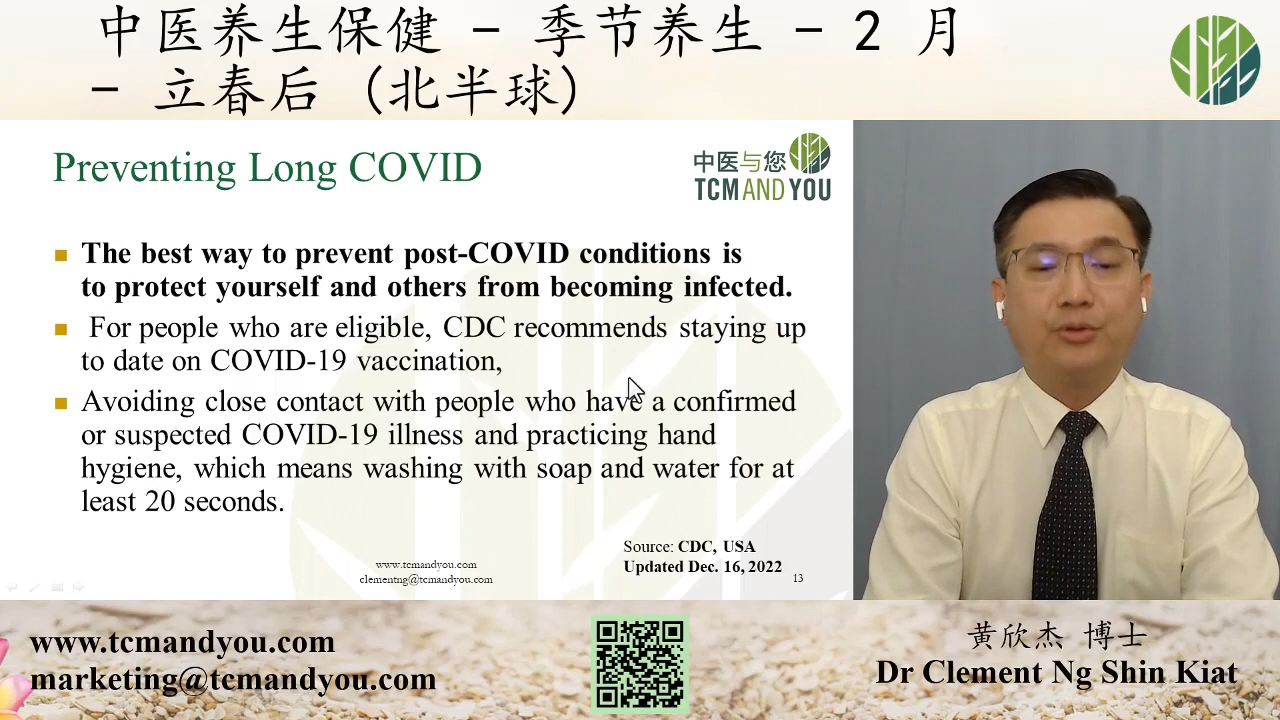 中医养生保健 － 季节养生 － 2 月
－ 立春后（北半球）
Preventing Long COVID
中医与您
TCM AND YOU
The best way to prevent post-COVID conditions is
to protect yourself and others from becoming infected.
For people who are eligible, CDC recommends staying up
to date on COVID-19 vaccination,
Avoiding close contact with people who have a confirmed
or suspected COVID-19 illness and practicing hand
hygiene, which means washing with soap and water for at
least 20 seconds.
Source: CDC, USA
Updated Dec. 16, 2022
www.tcmandyou.com
clementng@tcmandyou.com
13
www.tcmandyou.com
marketing@tcmandyou.com
黄欣杰 博士
Dr Clement Ng Shin Kiat